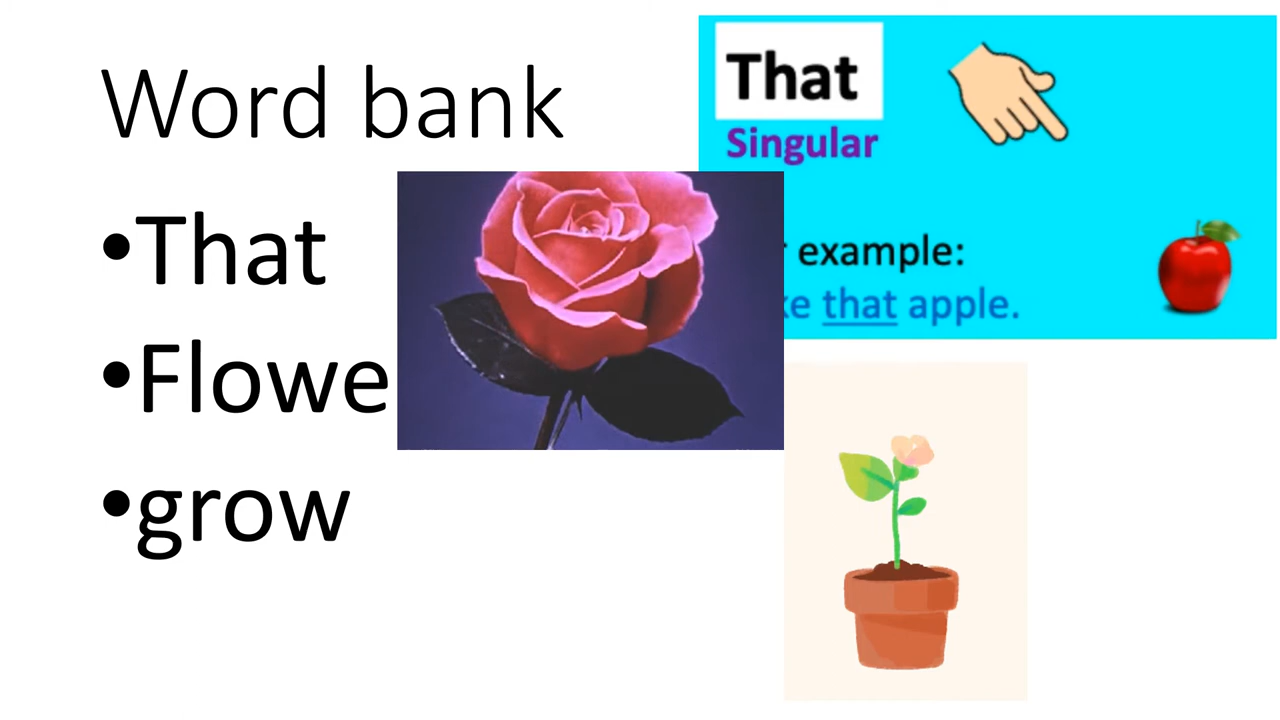 Word bank
•That
•Flowe
•grow
That
Singular
example:
that apple.